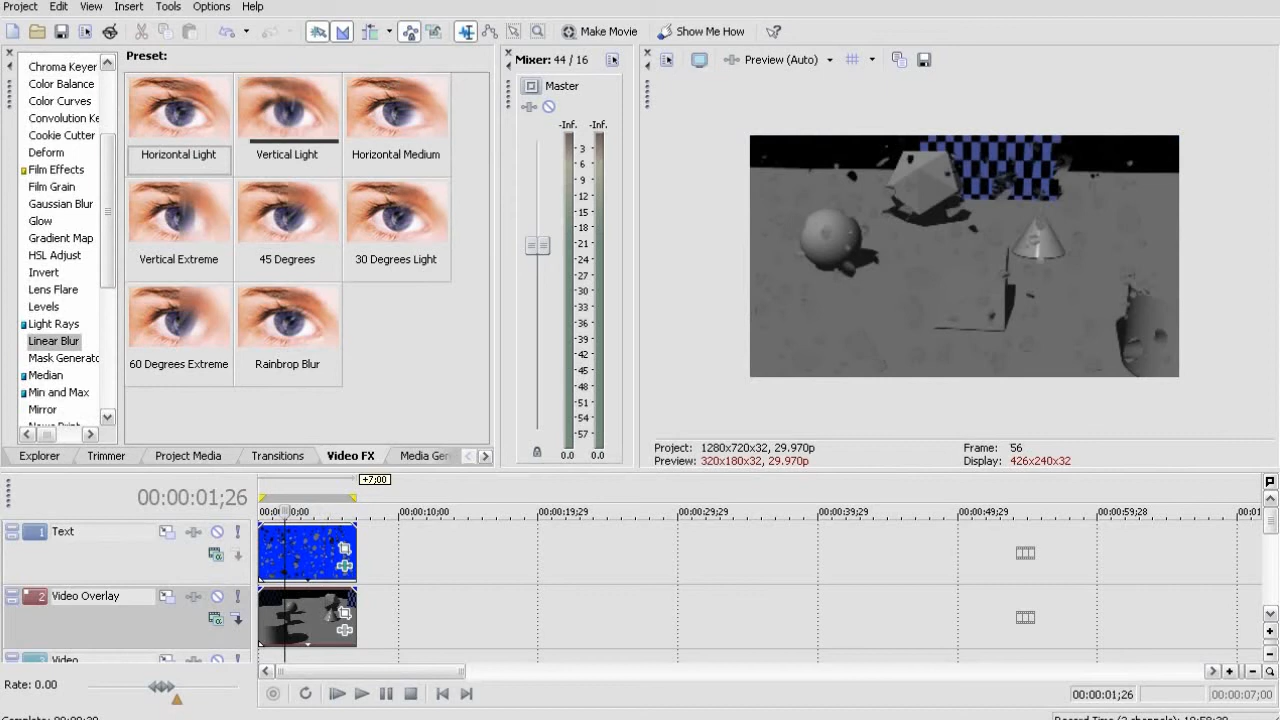 Project Edit View Insert Tools Options Help
Make Movie Show Me How
Preset:
Mixer: 44 / 16
Preview (Auto)
Chroma Keyer
Color Balance
Color Curves
Convolution Ke
Cookie Cutter
Deform
Film Effects
Film Grain
Gaussian Blur
Glow
Gradient Map
HSL Adjust
Invert
Lens Flare
Levels
Light Rays
Linear Blur
Mask Generato
Median
Min and Max
Mirror
Horizontal Light
Vertical Light
Horizontal Medium
Vertical Extreme
45 Degrees
30 Degrees Light
60 Degrees Extreme
Rainbrop Blur
Master
-Inf. -Inf.
3
6
9
12
15
18
21
24
27
30
33
36
39
42
45
48
51
54
57
0.0 0.0
Project: 1280x720x32, 29.970p
Preview: 320x180x32, 29.970p
Frame: 56
Display: 426x240x32
Explorer Trimmer Project Media Transitions Video FX Media Ger
+7;00
00:00:01;26
0;00 00:00:10;00 00:00:19;29 00:00:29;29 00:00:39;29 00:00:49;29 00:00:59;28 00:01
1 Text
2 Video Overlay
3 Video
Rate: 0.00
00:00:01;26 00:00:07;00